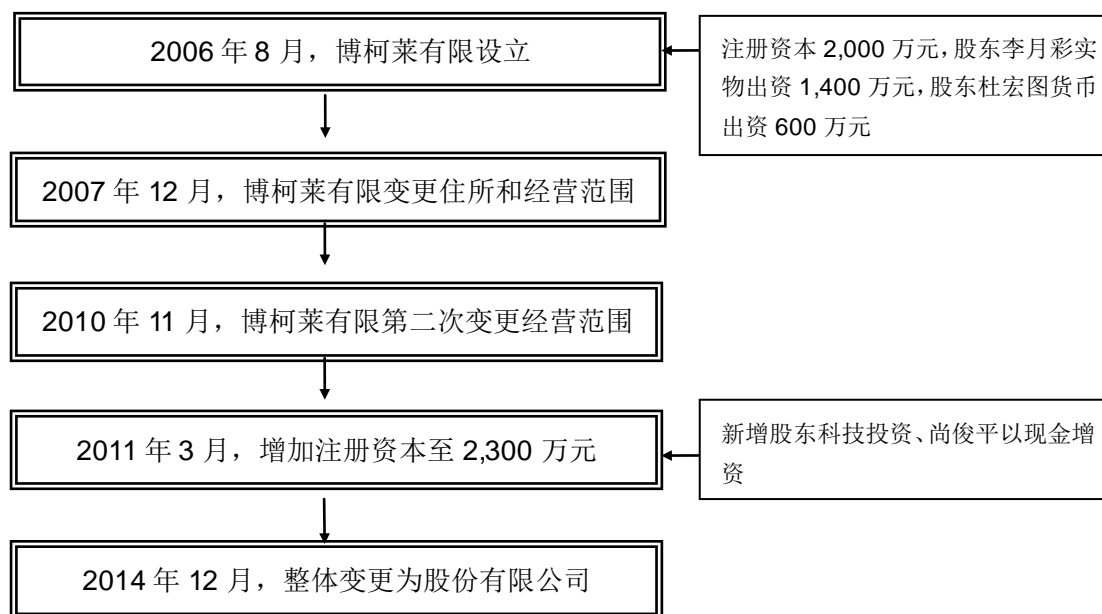 2006 年 8 月，博柯莱有限设立
注册资本 2,000 万元，股东李月彩实
物出资 1,400 万元，股东杜宏图货币
出资 600 万元
2007 年 12 月，博柯莱有限变更住所和经营范围
2010 年 11 月，博柯莱有限第二次变更经营范围
2011 年 3 月，增加注册资本至 2,300 万元
新增股东科技投资、尚俊平以现金增
资
2014 年 12 月，整体变更为股份有限公司